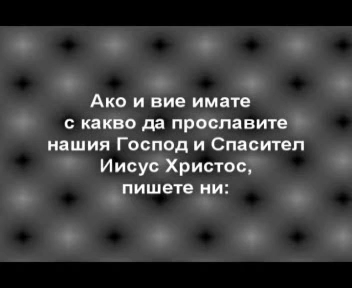 Ако и вие имате
с какво да прославите
нашия Господ и Спасител
Иисус Христос,
пишете ни: